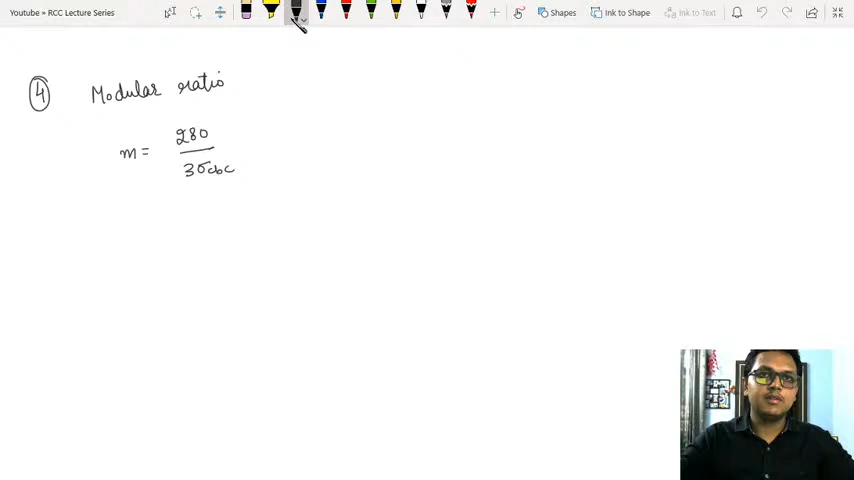 Youtube » RCC Lecture Series
Shapes
Ink to Shape
Ink to Text
4 Modular ratio
m = 280
3σcbc